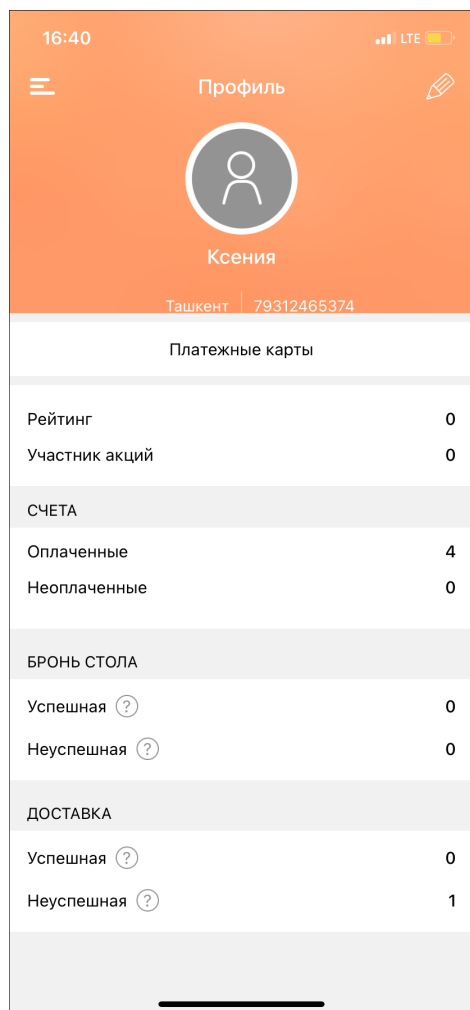 16:40 LTE
Профиль
Ксения
Ташкент 79312465374
Платежные карты
Рейтинг 0
Участник акций 0
СЧЕТА
Оплаченные 4
Неоплаченные 0
БРОНЬ СТОЛА
Успешная ? 0
Неуспешная ? 0
ДОСТАВКА
Успешная ? 0
Неуспешная ? 1